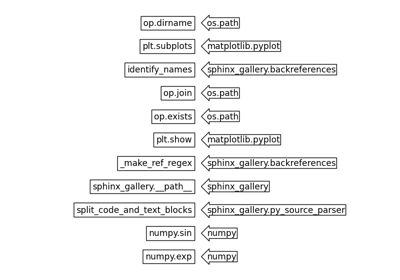 op.dirname os.path
plt.subplots matplotlib.pyplot
identify_names sphinx_gallery.backreferences
op.join os.path
op.exists os.path
plt.show matplotlib.pyplot
_make_ref_regex sphinx_gallery.backreferences
sphinx_gallery.__path__ sphinx_gallery
split_code_and_text_blocks sphinx_gallery.py_source_parser
numpy.sin numpy
numpy.exp numpy